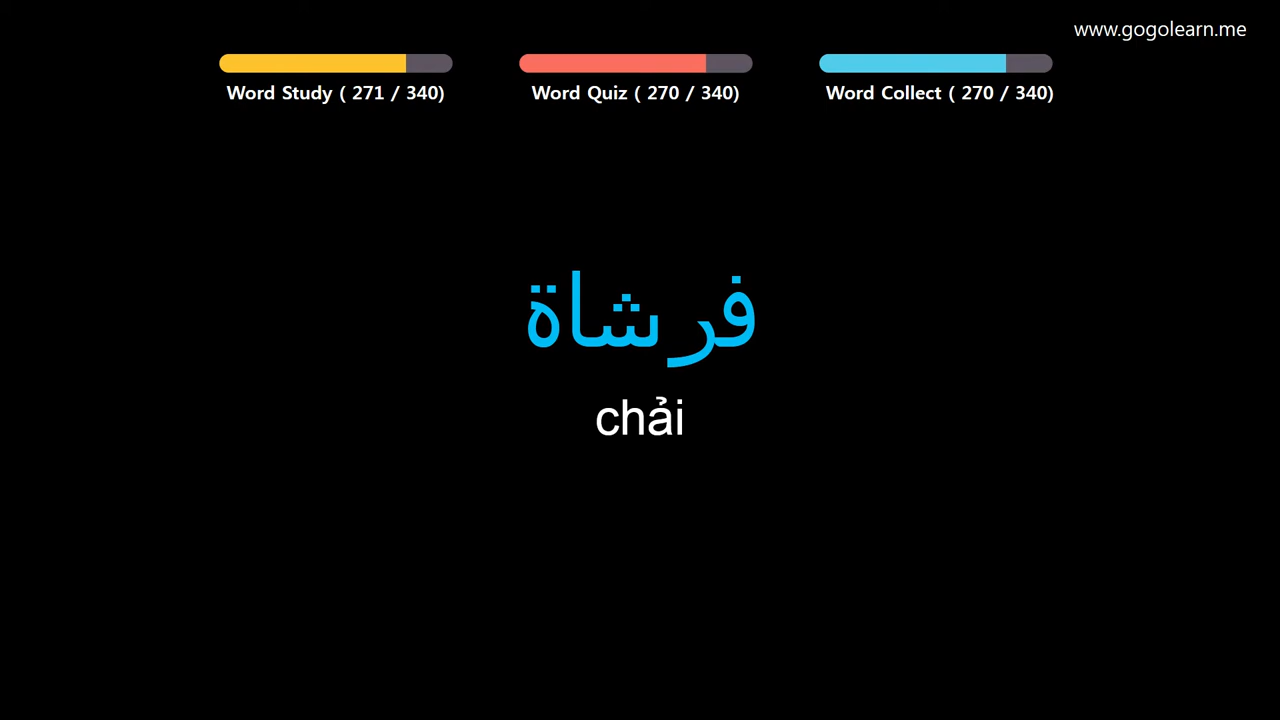 www.gogolearn.me
Word Study ( 271 / 340)
Word Quiz ( 270 / 340)
Word Collect ( 270 / 340)
فرشاة
chải